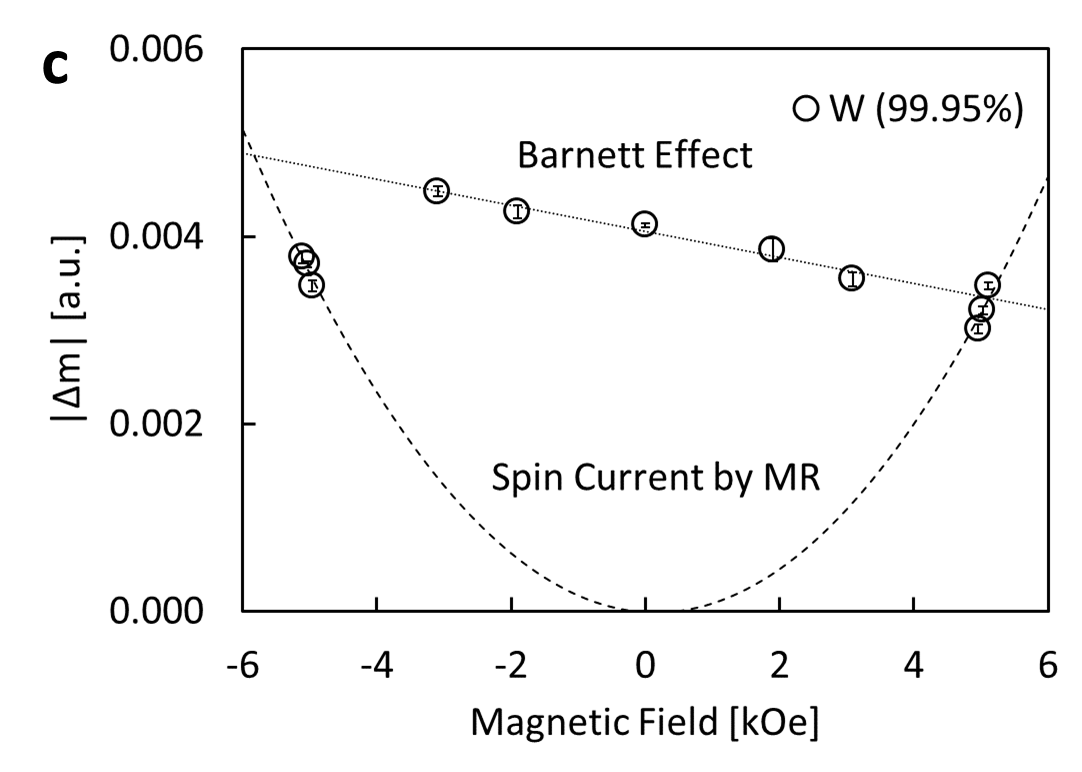 c
0.006
0.004
0.002
0.000
|Δm| [a.u.]
W (99.95%)
Barnett Effect
Spin Current by MR
-6 -4 -2 0 2 4 6
Magnetic Field [kOe]